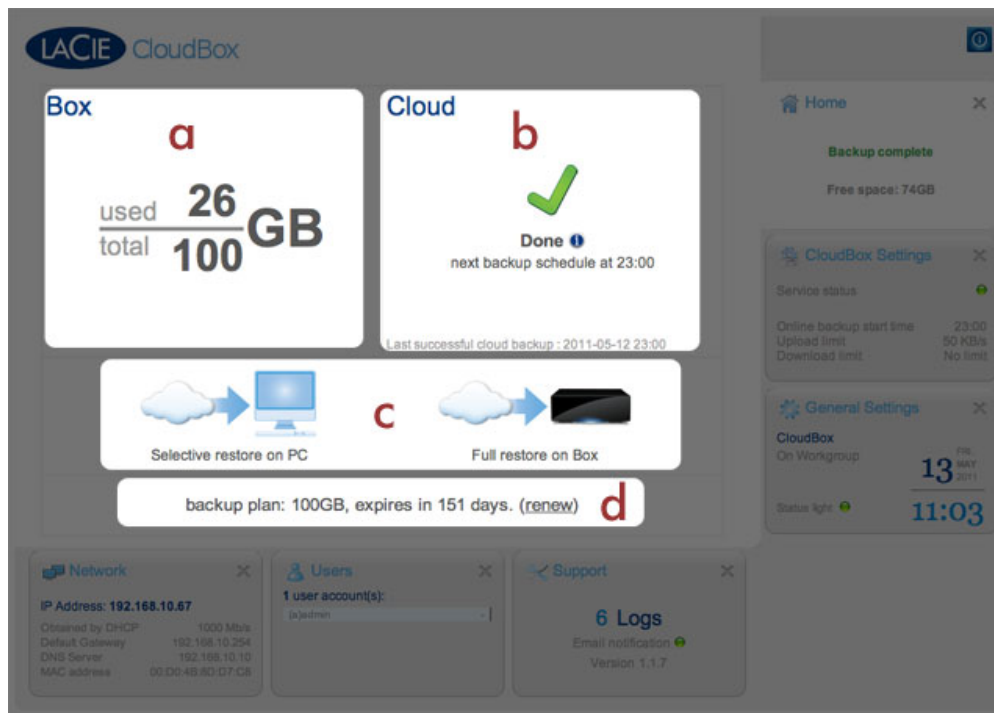 LACIE CloudBox
Box
a
used 26
total 100
GB
Cloud
b
Done
next backup schedule at 23:00
Last successful cloud backup : 2011-05-12 23:00
Selective restore on PC
c
Full restore on Box
backup plan: 100GB, expires in 151 days. (renew)
d
Home
Backup complete
Free space: 74GB
CloudBox Settings
Service status
Online backup start time 23:00
Upload limit 50 KB/s
Download limit No limit
General Settings
CloudBox
On Workgroup
13 FRI. MAY 2011
Status light
11:03
Network
IP Address: 192.168.10.67
Obtained by DHCP 1000 Mb/s
Default Gateway 192.168.10.254
DNS Server 192.168.10.10
MAC address 00:D0:4B:8D:D7:C8
Users
1 user account(s):
(a)admin
Support
6 Logs
Email notification
Version 1.1.7